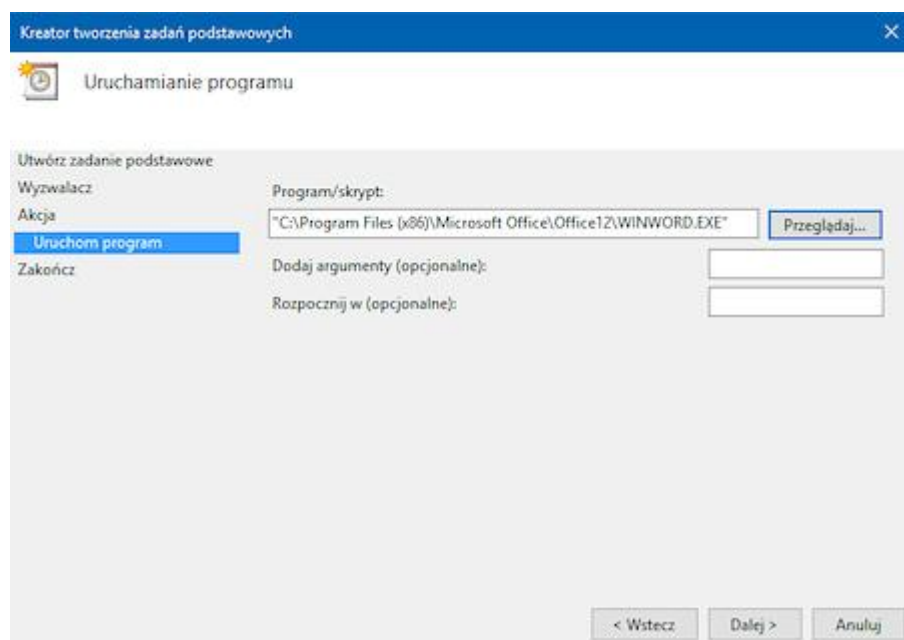 Kreator tworzenia zadań podstawowych
Uruchamianie programu
Utwórz zadanie podstawowe
Wyzwalacz
Akcja
Uruchom program
Zakończ
Program/skrypt:
"C:\Program Files (x86)\Microsoft Office\Office12\WINWORD.EXE"
Przeglądaj...
Dodaj argumenty (opcjonalne):
Rozpocznij w (opcjonalne):
< Wstecz
Dalej >
Anuluj